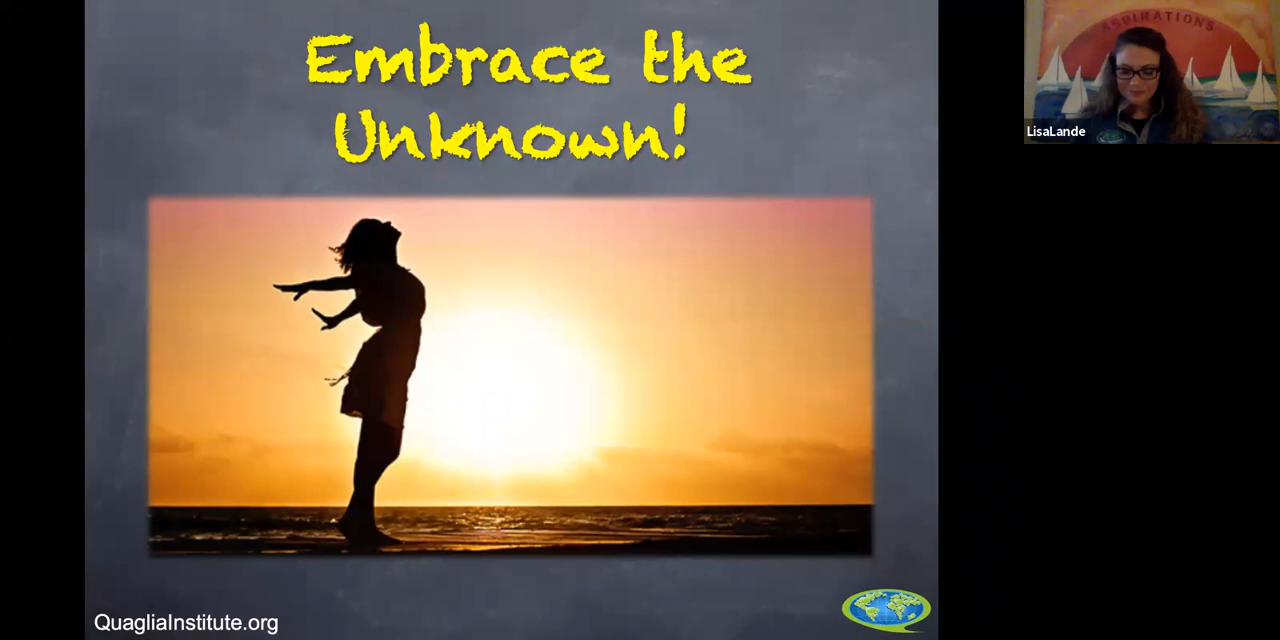 Embrace the
Unknown!
ASPIRATIONS
LisaLande
QuagliaInstitute.org